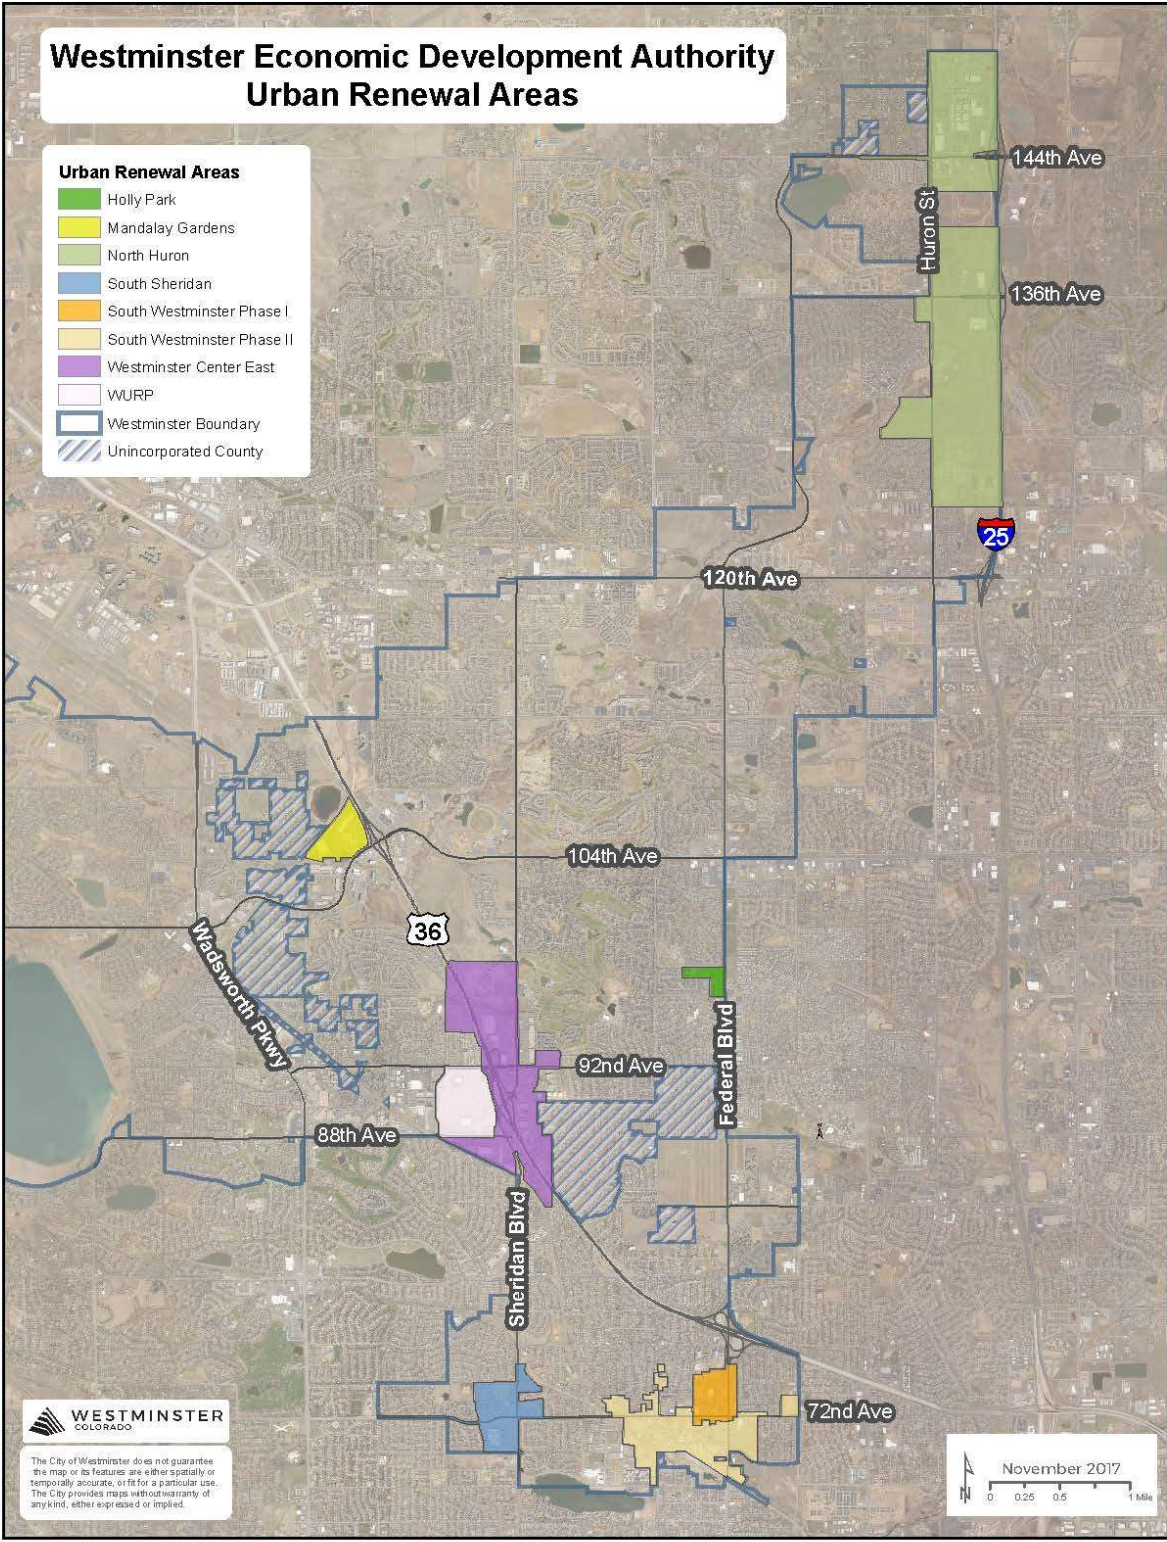 Westminster Economic Development Authority
Urban Renewal Areas
Urban Renewal Areas
Holly Park
Mandalay Gardens
North Huron
South Sheridan
South Westminster Phase I
South Westminster Phase II
Westminster Center East
WURP
Westminster Boundary
Unincorporated County
144th Ave
Huron St
136th Ave
25
120th Ave
104th Ave
36
Wadsworth Pkwy
92nd Ave
Federal Blvd
88th Ave
Sheridan Blvd
72nd Ave
WESTMINSTER
COLORADO
The City of Westminster does not guarantee
the map or its features are either spatially or
temporally accurate, or fit for a particular use.
The City provides maps without warranty of
any kind, either expressed or implied.
November 2017
N
0 0.25 0.5 1 Mile